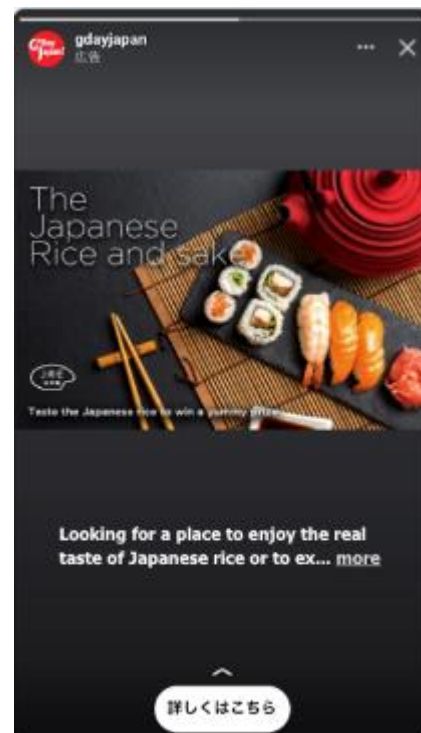 G'day Japan!
gdayjapan
広告
The
Japanese
Rice and sake
Taste the Japanese rice to win a yummy prize
Looking for a place to enjoy the real
taste of Japanese rice or to ex... more
詳しくはこちら